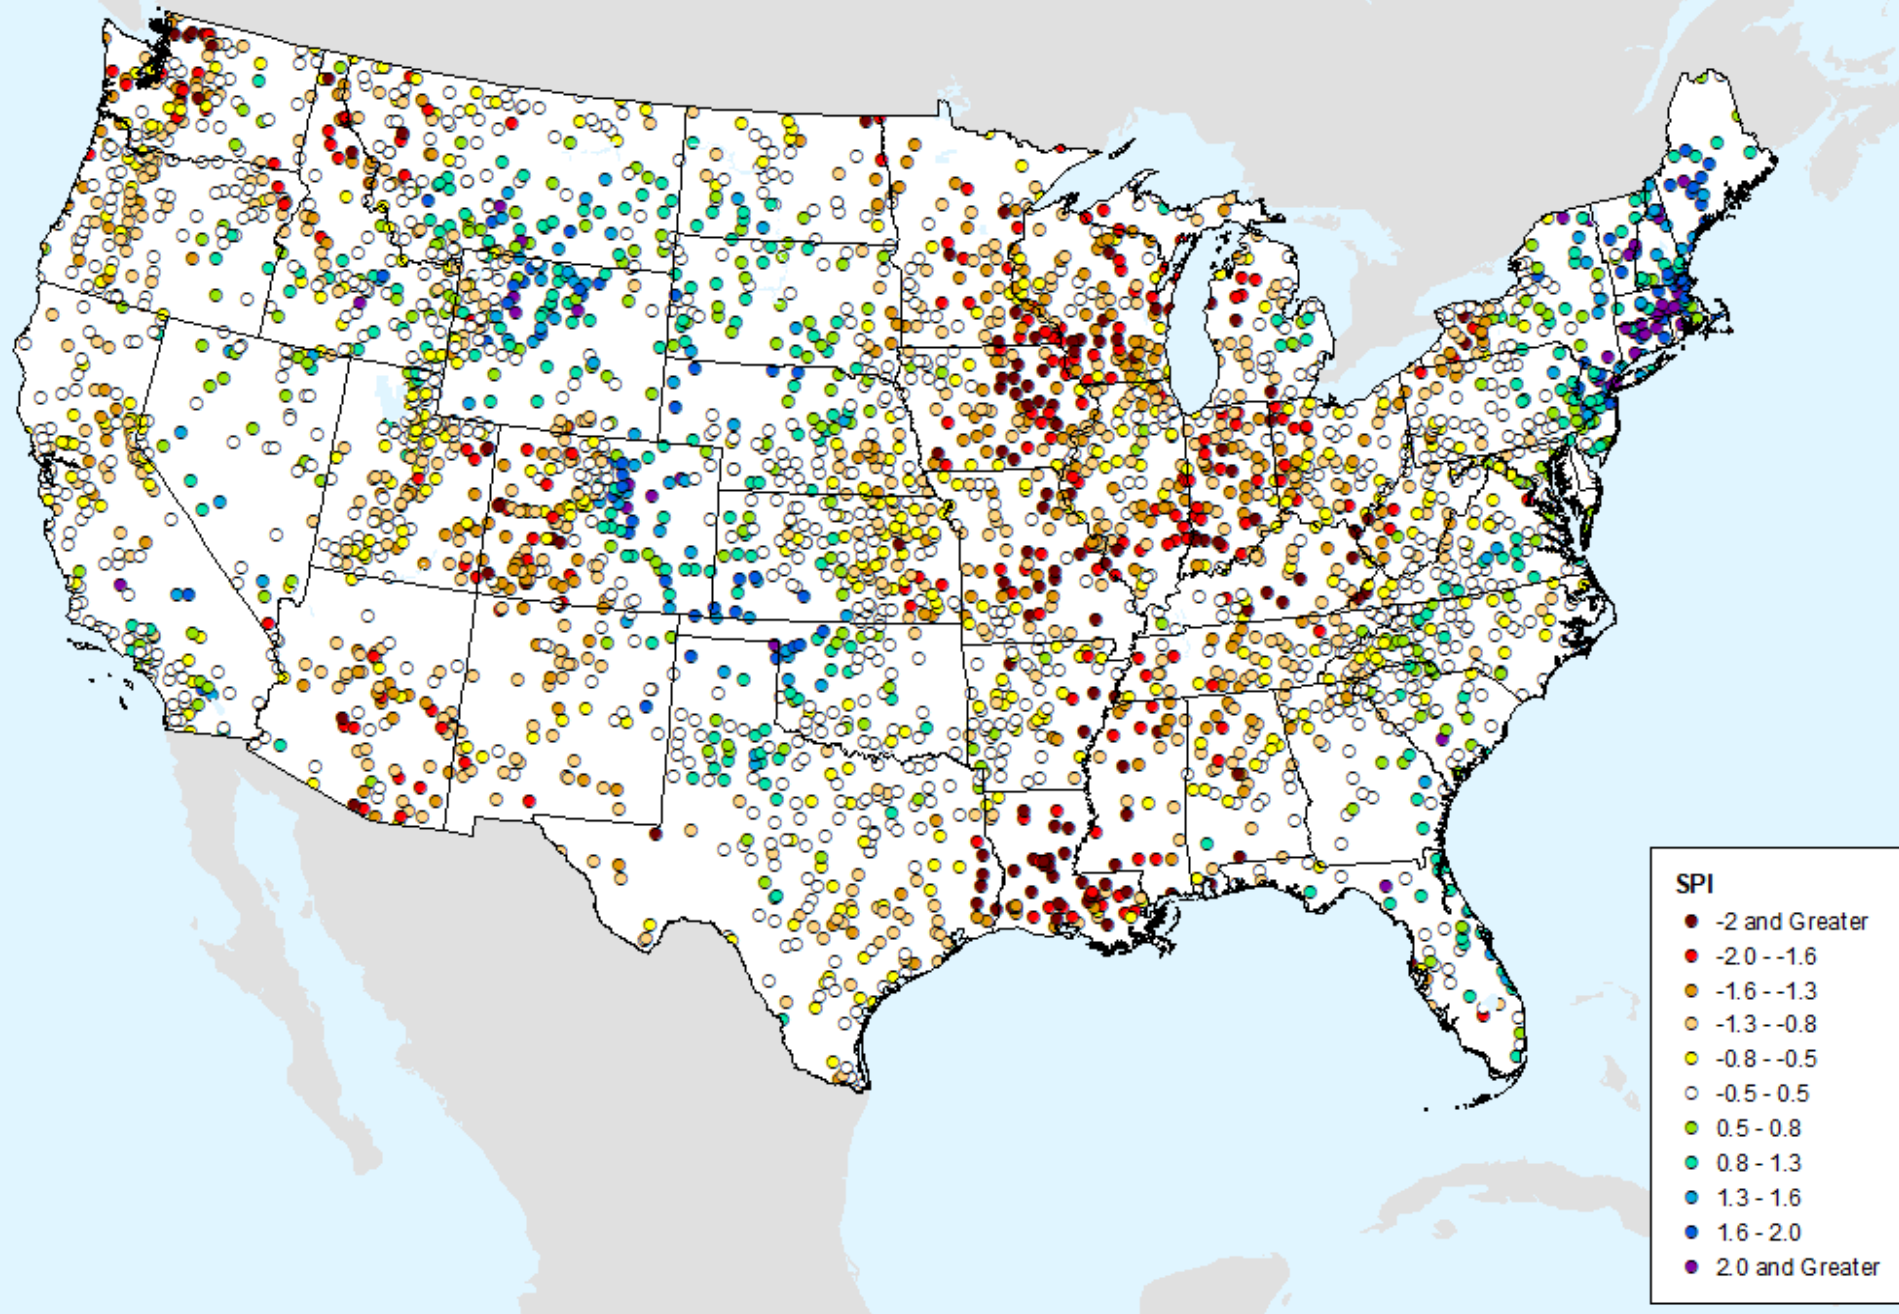 SPI
-2 and Greater
-2.0 - -1.6
-1.6 - -1.3
-1.3 - -0.8
-0.8 - -0.5
-0.5 - 0.5
0.5 - 0.8
0.8 - 1.3
1.3 - 1.6
1.6 - 2.0
2.0 and Greater